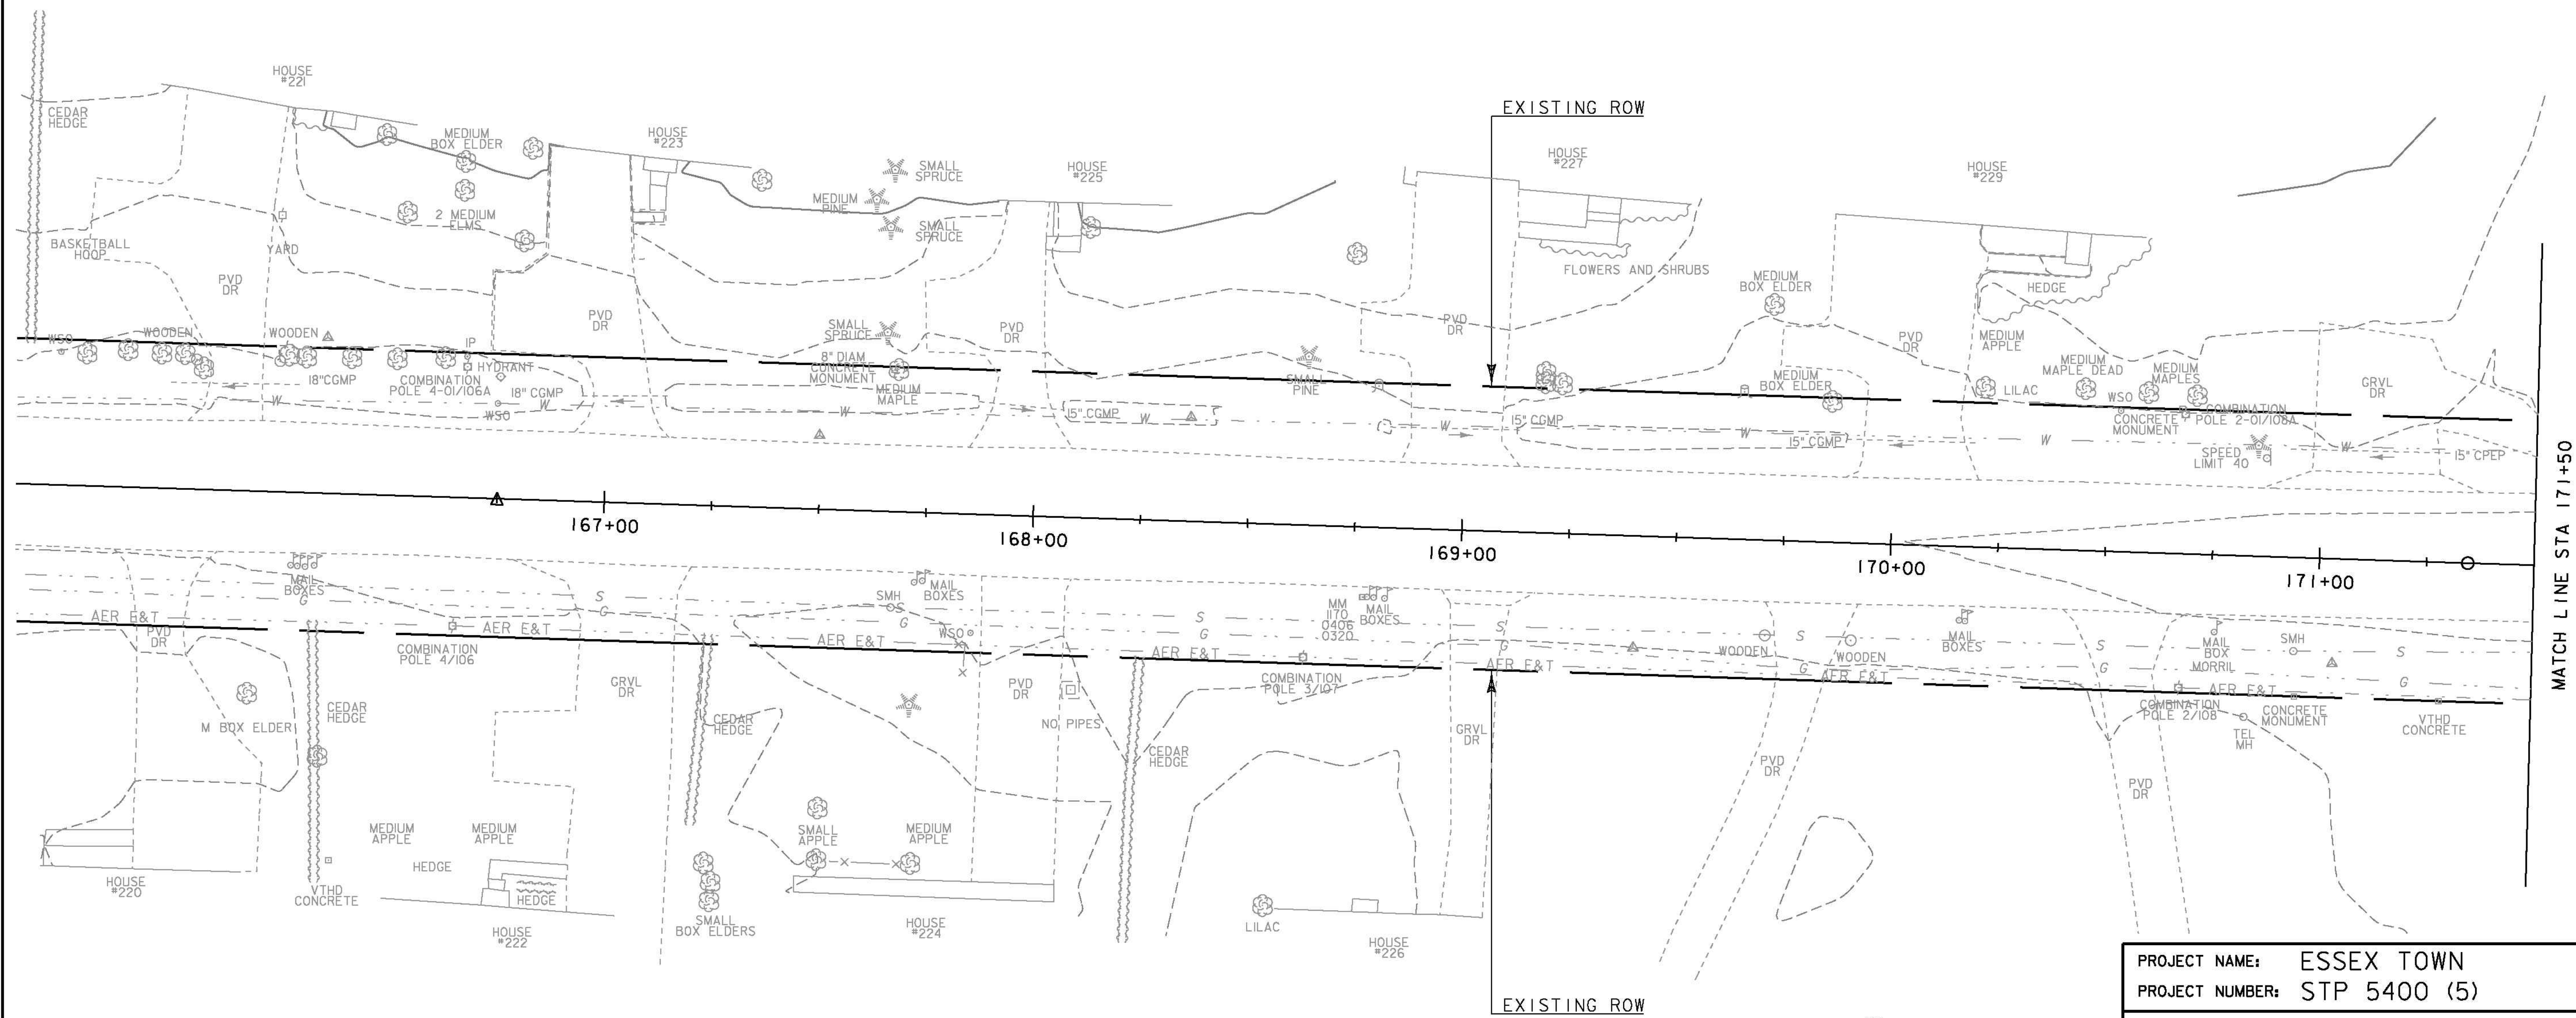 HOUSE
#221
CEDAR
HEDGE
MEDIUM
BOX ELDER
HOUSE
#223
EXISTING ROW
HOUSE
#225
HOUSE
#227
HOUSE
#229
SMALL
SPRUCE
MEDIUM
PINE
SMALL
SPRUCE
2 MEDIUM
ELMS
BASKETBALL
HOOP
YARD
PVD
DR
FLOWERS AND SHRUBS
MEDIUM
BOX ELDER
HEDGE
PVD
DR
SMALL
SPRUCE
PVD
DR
PVD
DR
PVD
DR
MEDIUM
APPLE
WSO
WOODEN
WOODEN
IP
HYDRANT
18"CGMP
COMBINATION
POLE 4-01/106A
18" CGMP
WSO
W
W
8" DIAM
CONCRETE
MONUMENT
MEDIUM
MAPLE
W
15" CGMP
W
SMALL
PINE
W
15" CGMP
W
MEDIUM
BOX ELDER
15" CGMP
LILAC
MEDIUM
MAPLE DEAD
MEDIUM
MAPLES
WSO
CONCRETE
MONUMENT
COMBINATION
POLE 2-01/108A
W
SPEED
LIMIT 40
W
GRVL
DR
15" CPEP
MATCH LINE STA 171+50
167+00
168+00
169+00
170+00
171+00
MAIL
BOXES
G
S
G
AER E&T
PVD
DR
AER E&T
COMBINATION
POLE 4/106
SMH
S
G
MAIL
BOXES
WSO
AER E&T
S
G
AER E&T
MM
1170
0406
0320
MAIL
BOXES
COMBINATION
POLE 3/107
S
G
AER E&T
WOODEN
S
WOODEN
G
AER E&T
MAIL
BOXES
S
G
MAIL
BOX
MORRIL
SMH
S
G
AER E&T
COMBINATION
POLE 2/108
CONCRETE
MONUMENT
TEL
MH
VTHD
CONCRETE
M BOX ELDER
CEDAR
HEDGE
GRVL
DR
CEDAR
HEDGE
PVD
DR
NO PIPES
CEDAR
HEDGE
GRVL
DR
PVD
DR
PVD
DR
MEDIUM
APPLE
MEDIUM
APPLE
HEDGE
HEDGE
SMALL
APPLE
MEDIUM
APPLE
HOUSE
#220
VTHD
CONCRETE
HOUSE
#222
SMALL
BOX ELDERS
HOUSE
#224
LILAC
HOUSE
#226
EXISTING ROW
PROJECT NAME: ESSEX TOWN
PROJECT NUMBER: STP 5400 (5)